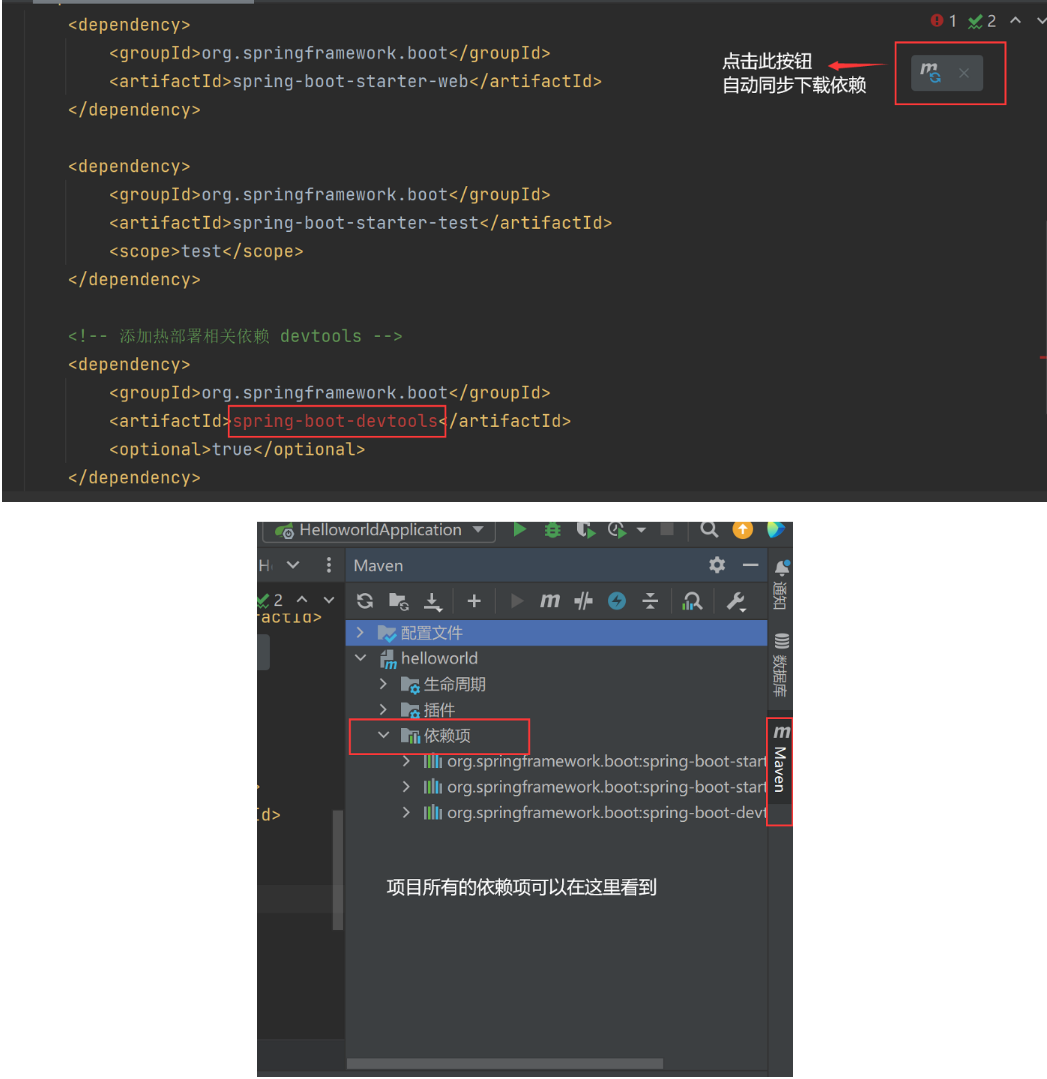 <dependency>
<groupId>org.springframework.boot</groupId>
<artifactId>spring-boot-starter-web</artifactId>
</dependency>
1 2
点击此按钮
自动同步下载依赖
m
<dependency>
<groupId>org.springframework.boot</groupId>
<artifactId>spring-boot-starter-test</artifactId>
<scope>test</scope>
</dependency>
<!-- 添加热部署相关依赖 devtools -->
<dependency>
<groupId>org.springframework.boot</groupId>
<artifactId>spring-boot-devtools</artifactId>
<optional>true</optional>
</dependency>
HelloworldApplication
Maven
2
actId>
配置文件
helloworld
生命周期
插件
依赖项
org.springframework.boot:spring-boot-start
org.springframework.boot:spring-boot-start
org.springframework.boot:spring-boot-devt
d>
项目所有的依赖项可以在这里看到
通知
数据库
m Maven